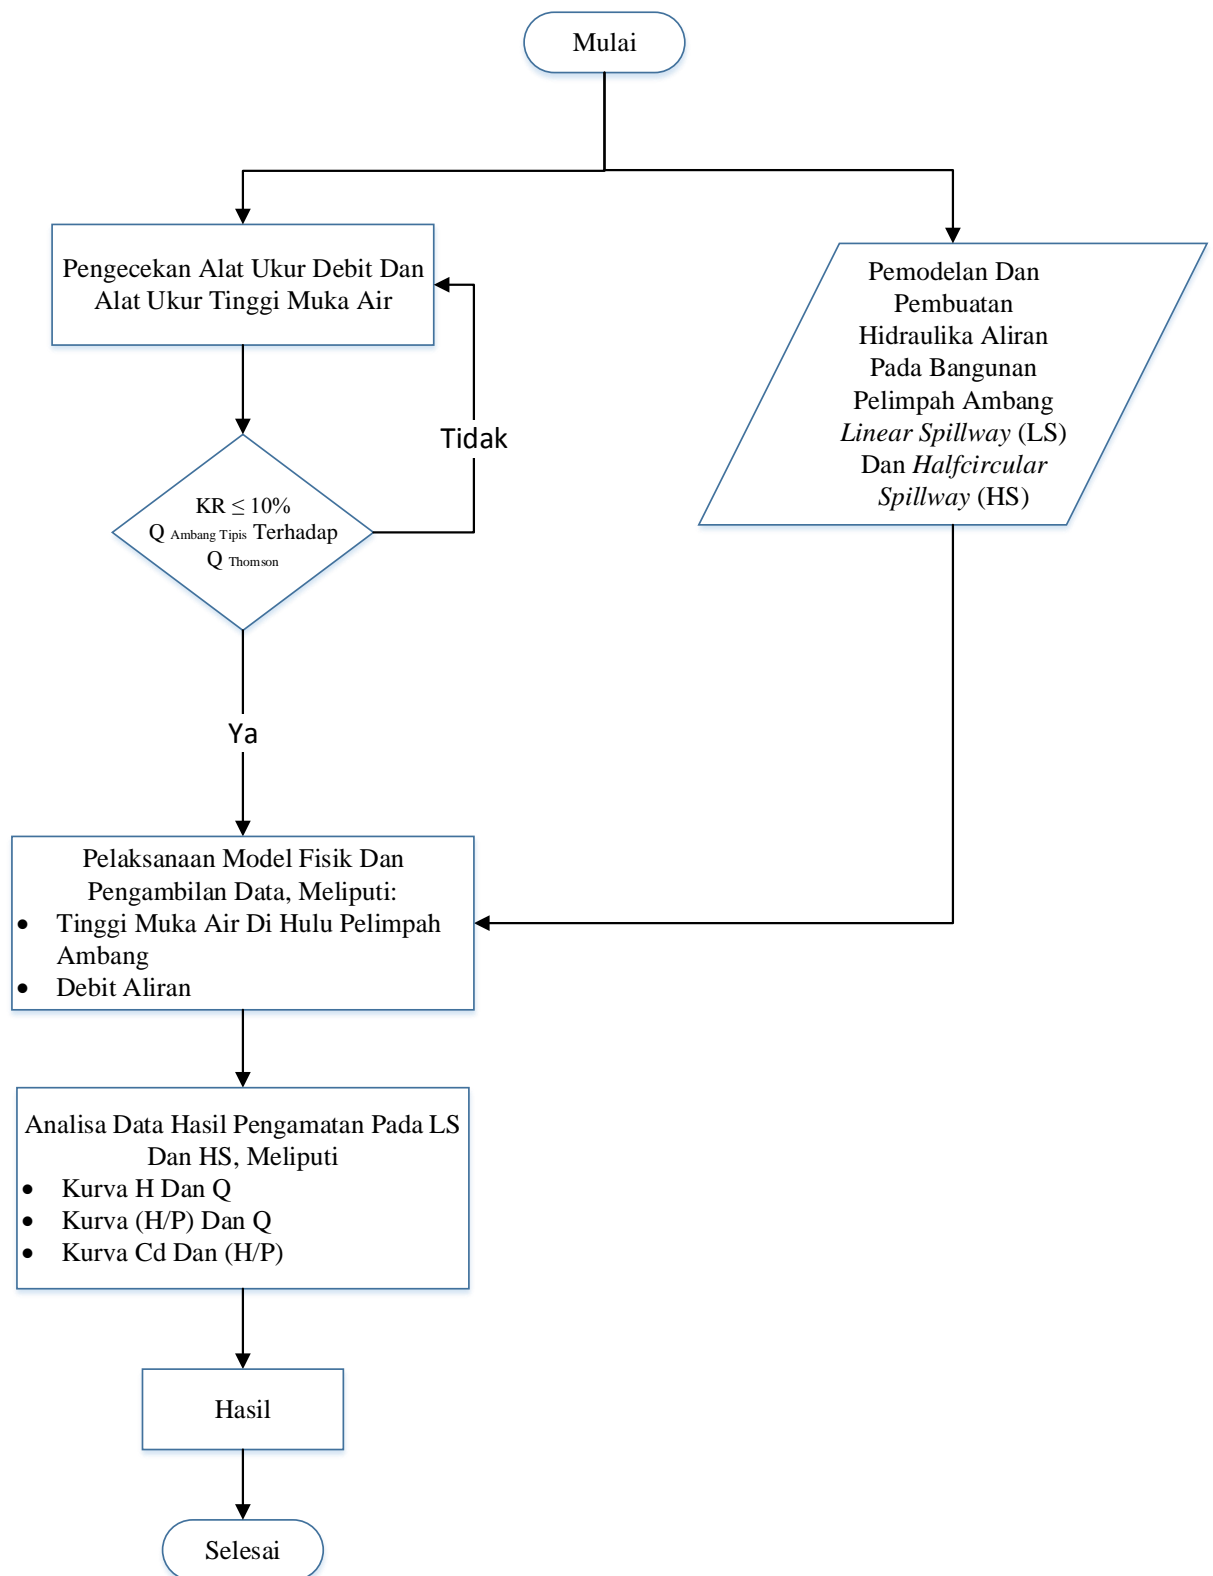 Mulai
Pengecekan Alat Ukur Debit Dan
Alat Ukur Tinggi Muka Air
Pemodelan Dan
Pembuatan
Hidraulika Aliran
Pada Bangunan
Pelimpah Ambang
Linear Spillway (LS)
Dan Halfcircular
Spillway (HS)
Tidak
KR ≤ 10%
Q Ambang Tipis Terhadap
Q Thomson
Ya
Pelaksanaan Model Fisik Dan
Pengambilan Data, Meliputi:
• Tinggi Muka Air Di Hulu Pelimpah
Ambang
• Debit Aliran
Analisa Data Hasil Pengamatan Pada LS
Dan HS, Meliputi
• Kurva H Dan Q
• Kurva (H/P) Dan Q
• Kurva Cd Dan (H/P)
Hasil
Selesai